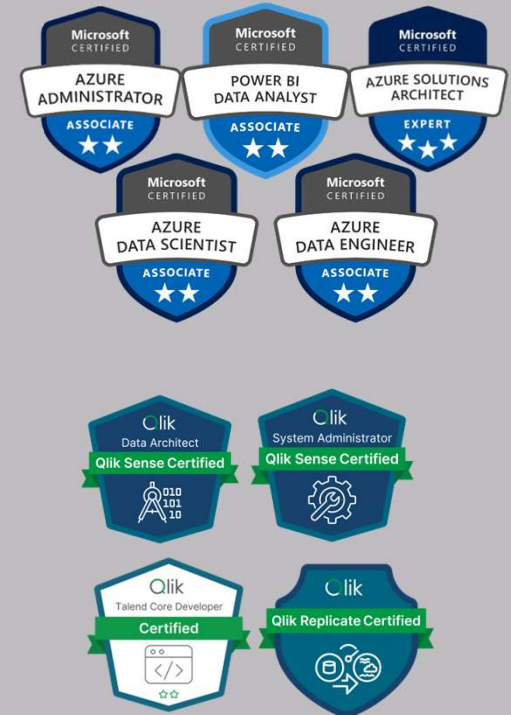 Microsoft
CERTIFIED
AZURE
ADMINISTRATOR
ASSOCIATE
Microsoft
CERTIFIED
POWER BI
DATA ANALYST
ASSOCIATE
Microsoft
CERTIFIED
AZURE SOLUTIONS
ARCHITECT
EXPERT
Microsoft
CERTIFIED
AZURE
DATA SCIENTIST
ASSOCIATE
Microsoft
CERTIFIED
AZURE
DATA ENGINEER
ASSOCIATE
Qlik
Data Architect
Qlik Sense Certified
010
101
10
Qlik
System Administrator
Qlik Sense Certified
Qlik
Talend Core Developer
Certified
</>
Qlik
Qlik Replicate Certified